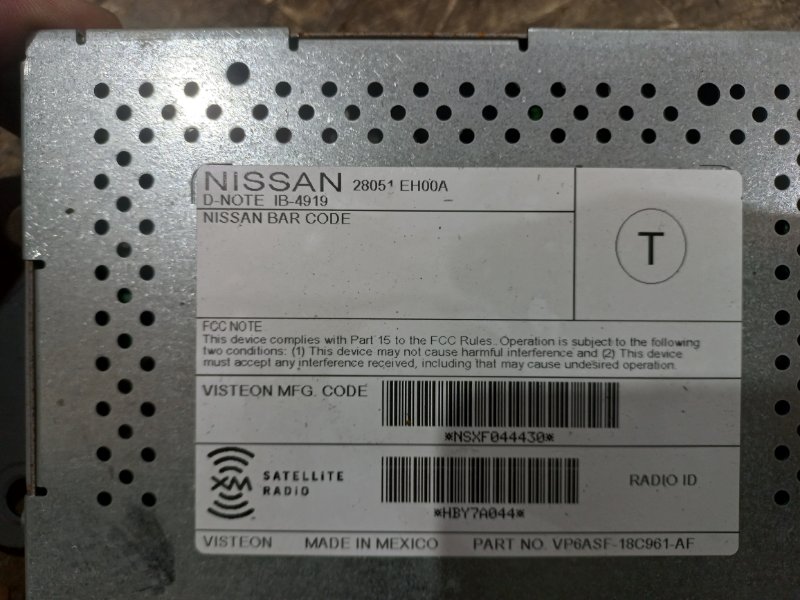 NISSAN 28051 EH00A
D-NOTE IB-4919 –
NISSAN BAR CODE
T
FCC NOTE
This device complies with Part 15 to the FCC Rules. Operation is subject to the following
two conditions: (1) This device may not cause harmful interference and (2) This device
must accept any interference received, including that may cause undesired operation.
VISTEON MFG. CODE
*NSXF044430*
XM SATELLITE RADIO
*HBY7A044*
RADIO ID
VISTEON MADE IN MEXICO PART NO. VP6ASF-18C961-AF